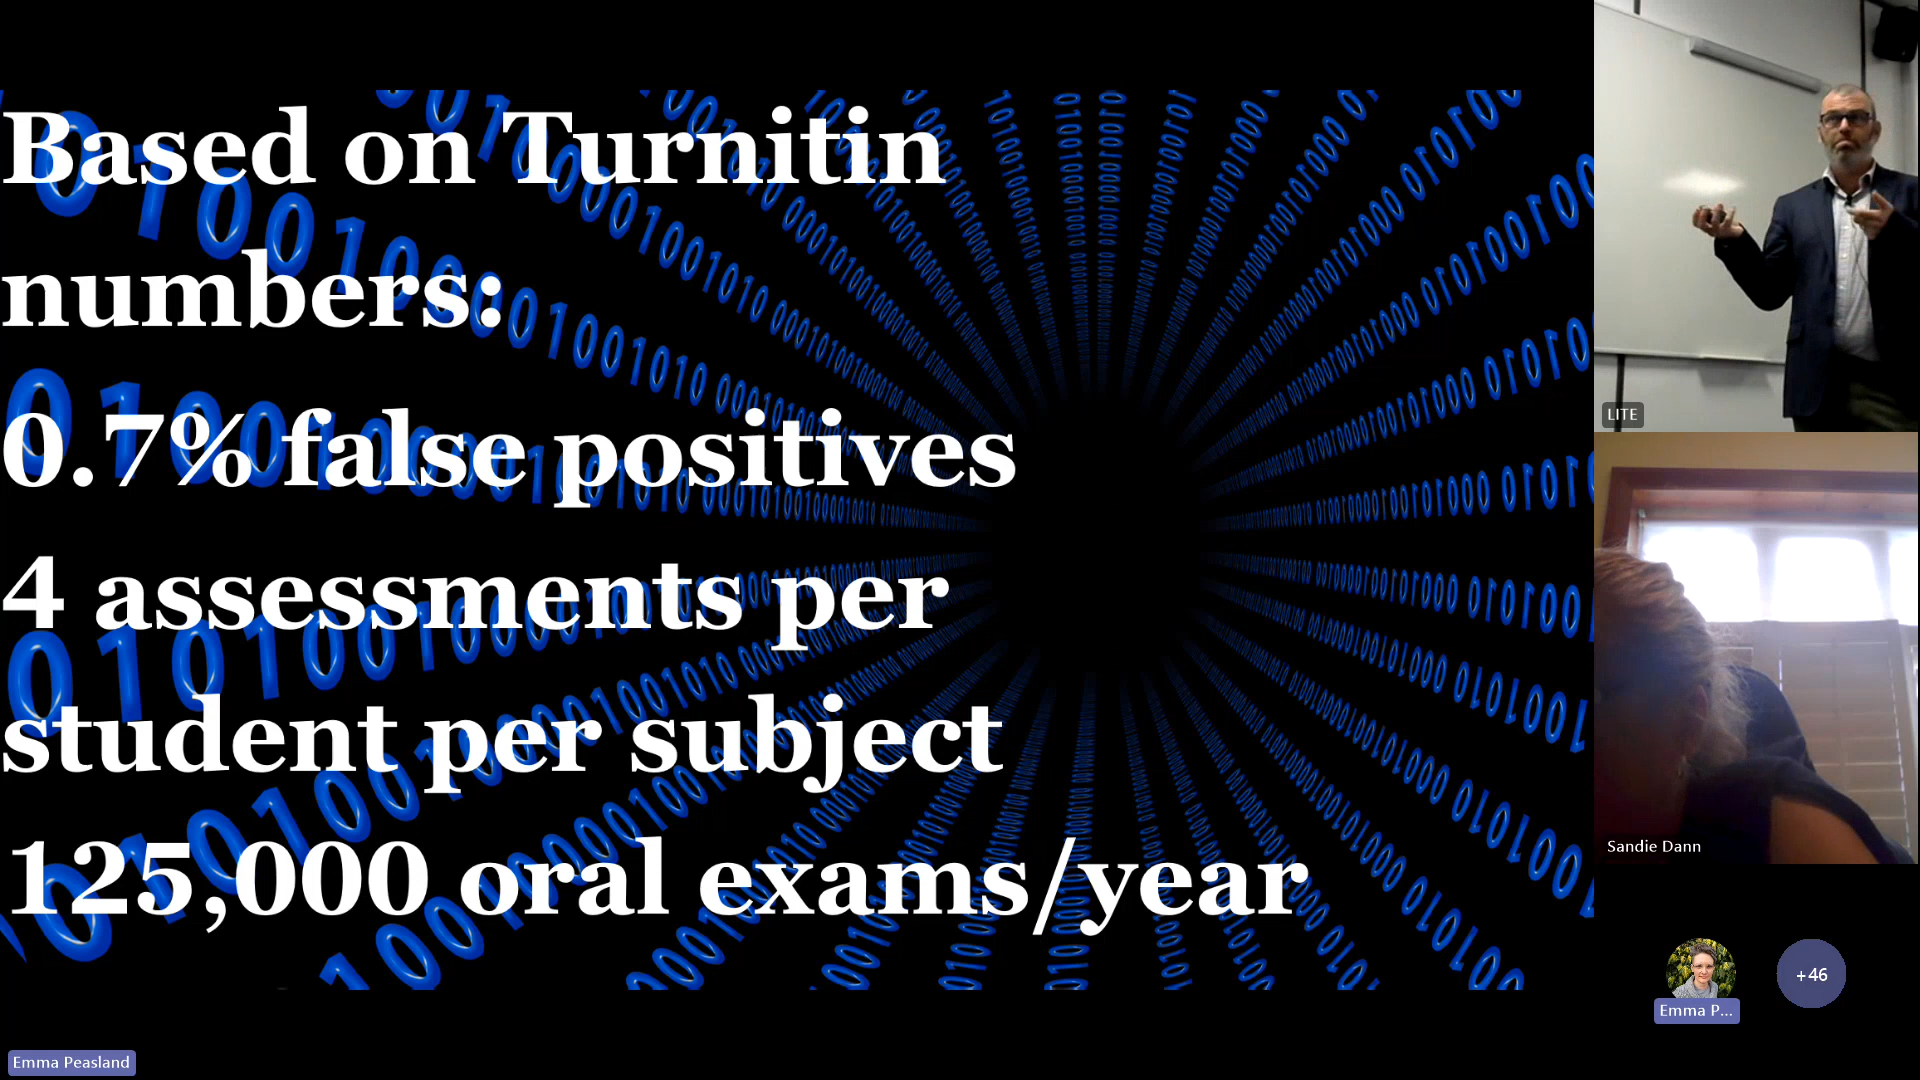 Based on Turnitin
numbers:
0.7% false positives
4 assessments per
student per subject
125,000 oral exams/year
LITE
Sandie Dann
Emma P...
+46
Emma Peasland